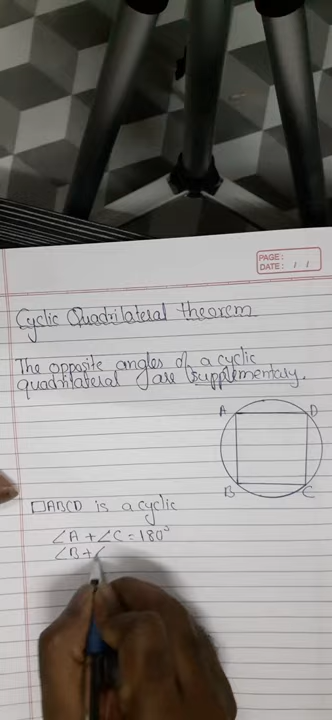 PAGE:
DATE: / /
Cyclic Quadrilateral theorem
The opposite angles of a cyclic
quadrilateral are supplementary.
A D
B C
□ABCD is a cyclic
∠A + ∠C = 180°
∠B + ∠